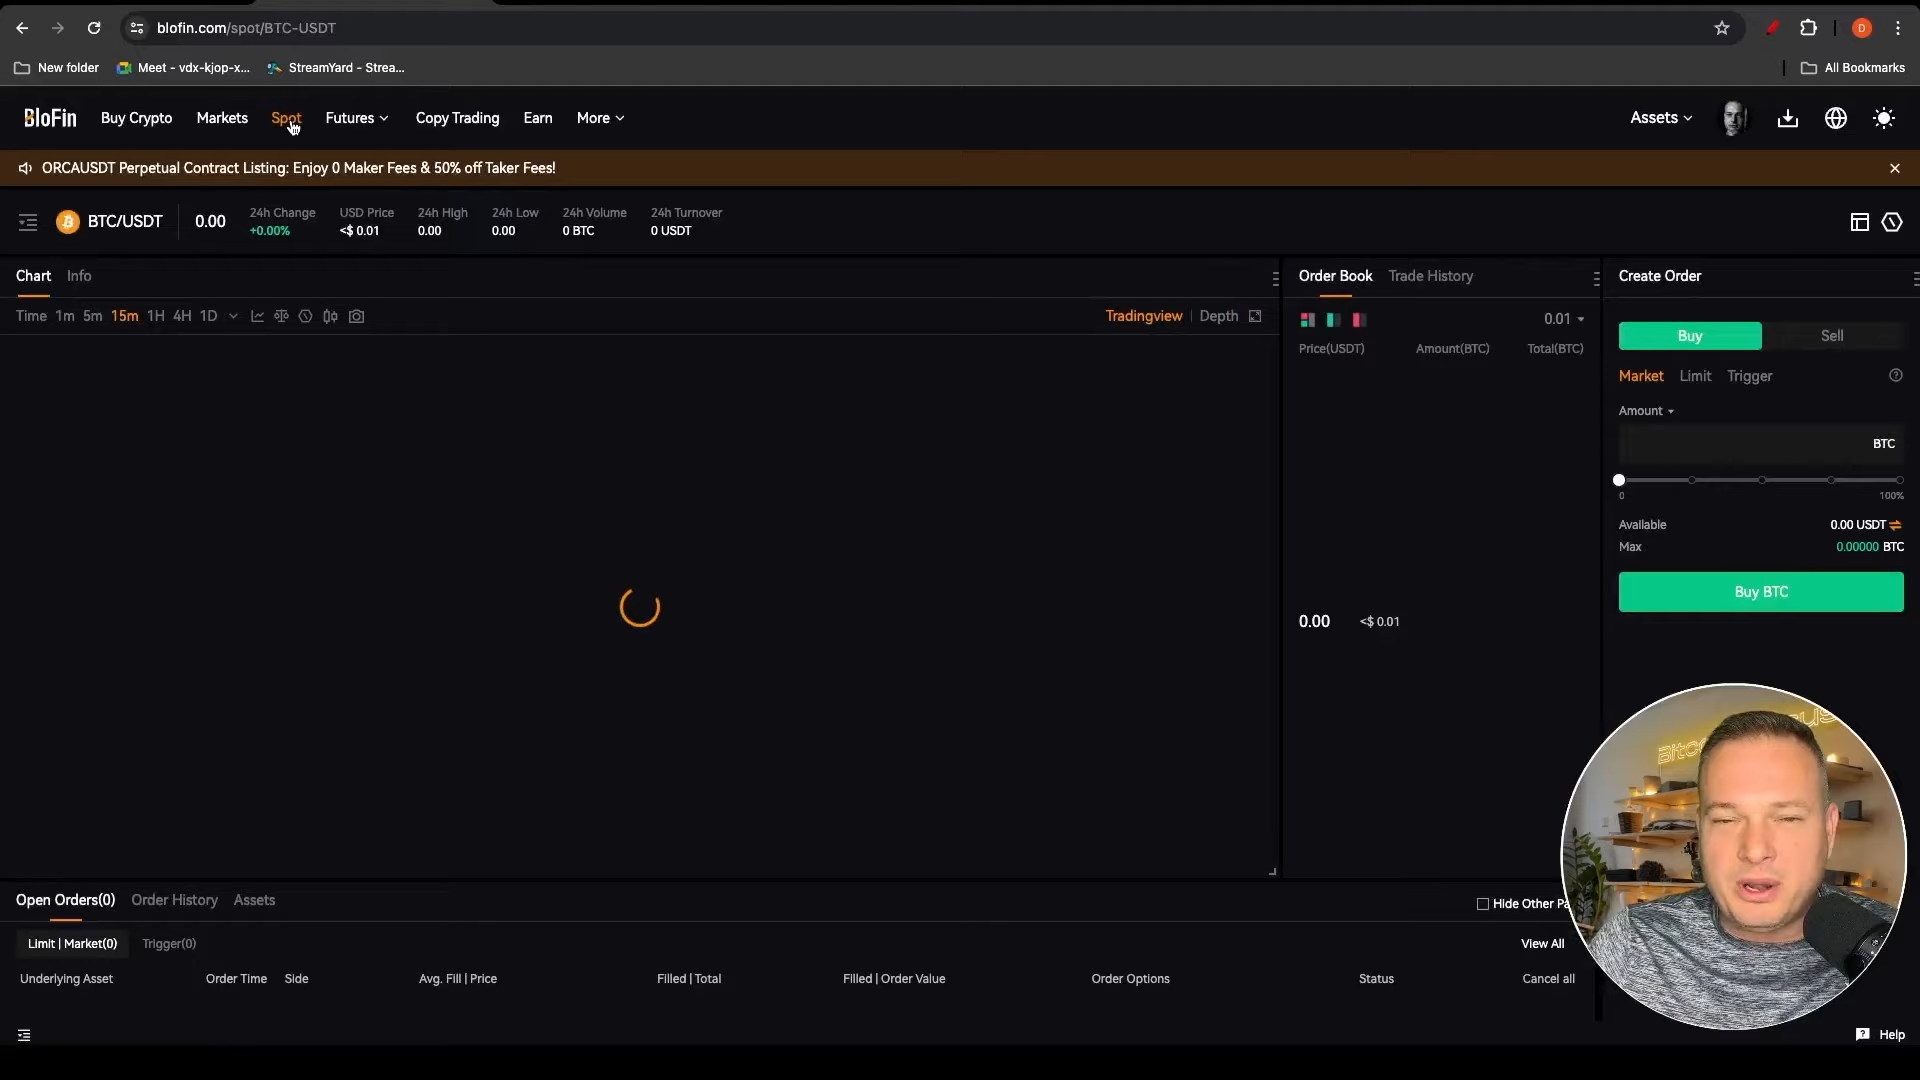 blofin.com/spot/BTC-USDT
D
New folder
Meet - vdx-kjop-x...
StreamYard - Strea...
All Bookmarks
BloFin
Buy Crypto
Markets
Spot
Futures
Copy Trading
Earn
More
Assets
ORCAUSDT Perpetual Contract Listing: Enjoy 0 Maker Fees & 50% off Taker Fees!
BTC/USDT
0.00
24h Change
+0.00%
USD Price
<$ 0.01
24h High
0.00
24h Low
0.00
24h Volume
0 BTC
24h Turnover
0 USDT
Chart
Info
Time 1m 5m 15m 1H 4H 1D
Tradingview | Depth
Order Book
Trade History
0.01
Price(USDT)
Amount(BTC)
Total(BTC)
0.00
<$ 0.01
Create Order
Buy
Sell
Market
Limit
Trigger
Amount
BTC
0
100%
Available
0.00 USDT
Max
0.00000 BTC
Buy BTC
Open Orders(0)
Order History
Assets
Hide Other Pa
Limit | Market(0)
Trigger(0)
View All
Underlying Asset
Order Time
Side
Avg. Fill | Price
Filled | Total
Filled | Order Value
Order Options
Status
Cancel all
Help